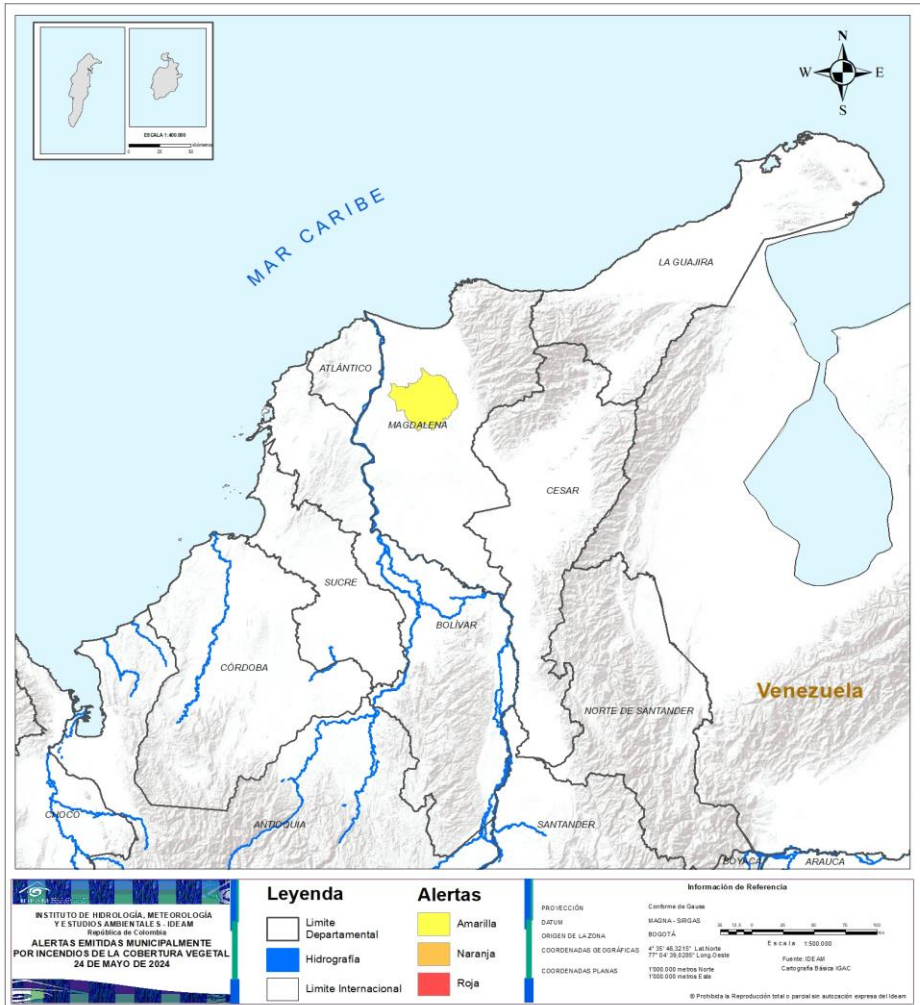 ESCALA 1:400.000
N
W
E
S
MAR CARIBE
LA GUAJIRA
ATLÁNTICO
MAGDALENA
CESAR
SUCRE
BOLÍVAR
CÓRDOBA
Venezuela
NORTE DE SANTANDER
CHOCO
ANTIOQUIA
SANTANDER
BOYACÁ
ARAUCA
INSTITUTO DE HIDROLOGÍA, METEOROLOGÍA
Y ESTUDIOS AMBIENTALES - IDEAM
República de Colombia
ALERTAS EMITIDAS MUNICIPALMENTE
POR INCENDIOS DE LA COBERTURA VEGETAL
24 DE MAYO DE 2024
Leyenda
Limite
Departamental
Hidrografía
Limite Internacional
Alertas
Amarilla
Naranja
Roja
Información de Referencia
PROYECCIÓN Conforme de Gauss
DATUM MAGNA - SIRGAS
ORIGEN DE LA ZONA BOGOTÁ
COORDENADAS GEOGRÁFICAS 4° 35' 46,3215" Lat.Norte
77° 04' 39,0285" Long.Oeste
COORDENADAS PLANAS 1'000.000 metros Norte
1'000.000 metros Este
Escala 1:500.000
Fuente: IDEAM
Cartografía Básica IGAC
© Prohibida la Reproducción total o parcial sin autozación expresa del Ideam